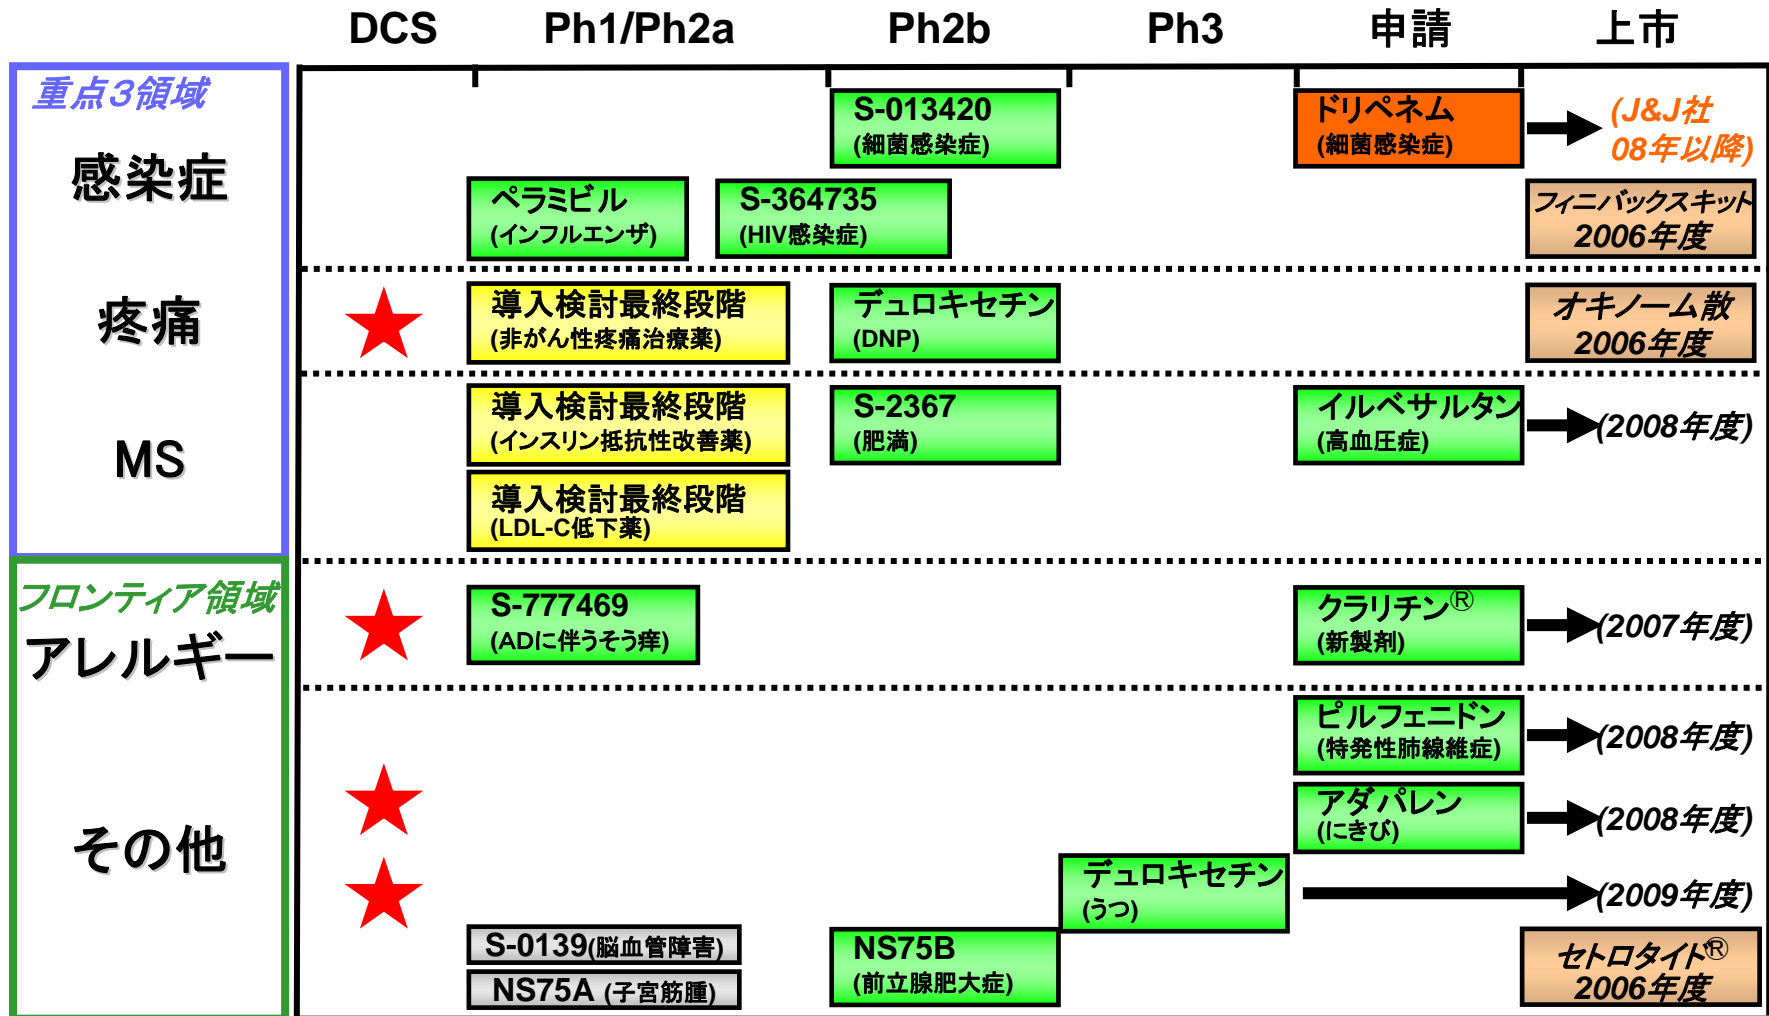 DCS Ph1/Ph2a Ph2b Ph3 申請 上市
重点3領域
感染症
S-013420
(細菌感染症)
ドリペネム
(細菌感染症)
(J&J社
08年以降)
ペラミビル
(インフルエンザ)
S-364735
(HIV感染症)
フィニバックスキット
2006年度
疼痛
導入検討最終段階
(非がん性疼痛治療薬)
デュロキセチン
(DNP)
オキノーム散
2006年度
MS
導入検討最終段階
(インスリン抵抗性改善薬)
S-2367
(肥満)
イルベサルタン
(高血圧症)
(2008年度)
導入検討最終段階
(LDL-C低下薬)
フロンティア領域
アレルギー
S-777469
(ADに伴うそう痒)
クラリチン®
(新製剤)
(2007年度)
その他
ピルフェニドン
(特発性肺線維症)
(2008年度)
アダパレン
(にきび)
(2008年度)
デュロキセチン
(うつ)
(2009年度)
S-0139(脳血管障害)
NS75A (子宮筋腫)
NS75B
(前立腺肥大症)
セトロタイド®
2006年度